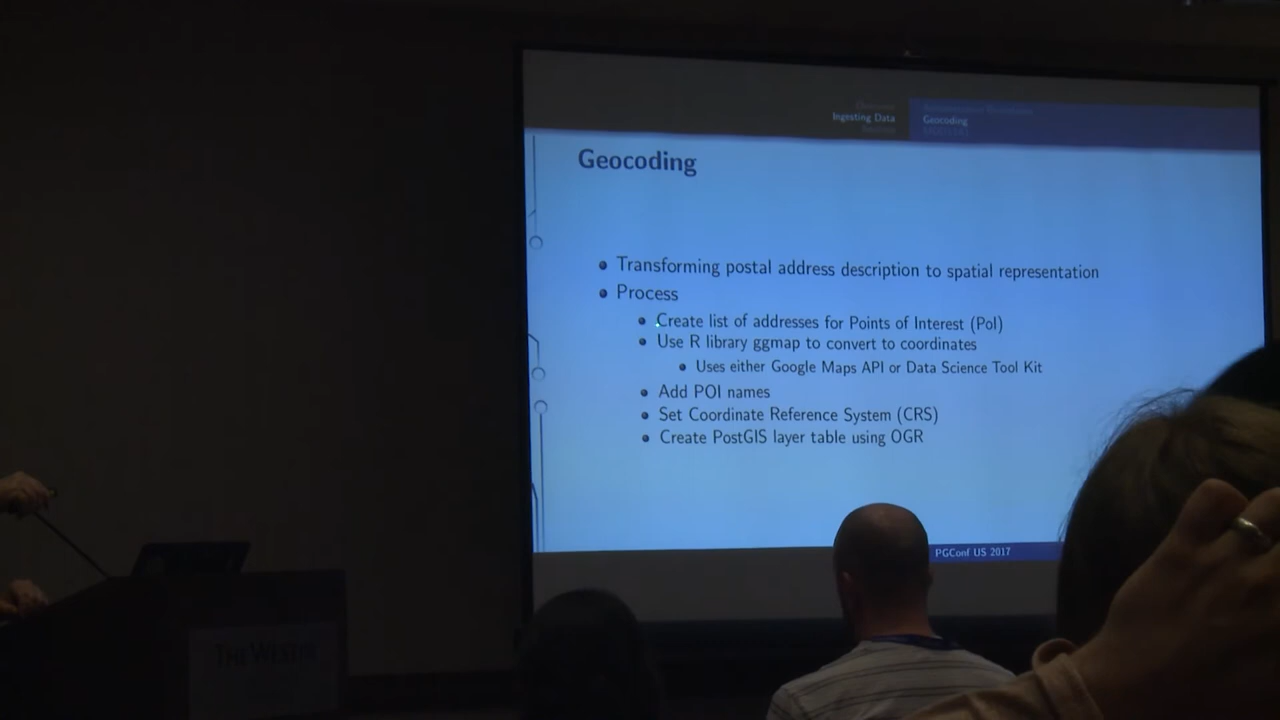 Ingesting Data
Geocoding
Geocoding
Transforming postal address description to spatial representation
Process
Create list of addresses for Points of Interest (PoI)
Use R library ggmap to convert to coordinates
Uses either Google Maps API or Data Science Tool Kit
Add POI names
Set Coordinate Reference System (CRS)
Create PostGIS layer table using OGR
PGConf US 2017
THE WESTIN